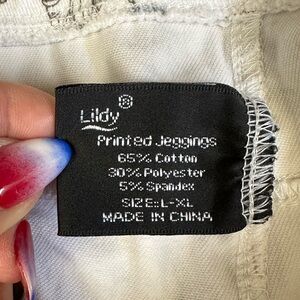 Lildy®
Printed Jeggings
65% Cotton
30% Polyester
5% Spandex
SIZE: L-XL
MADE IN CHINA